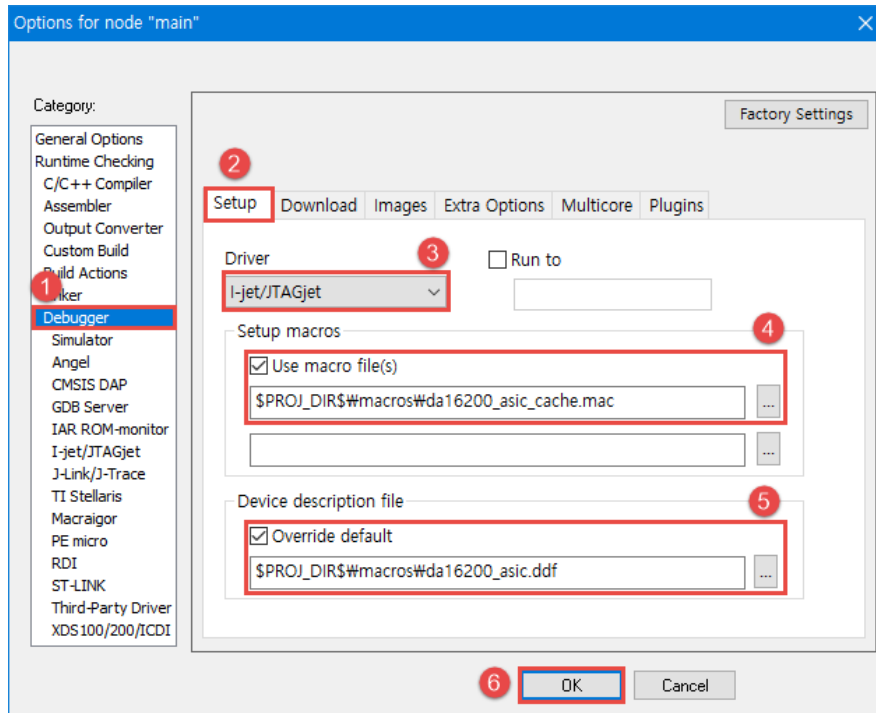 Options for node "main"
Category:
Factory Settings
General Options
Runtime Checking
C/C++ Compiler
Assembler
Output Converter
Custom Build
Build Actions
Debugger
Simulator
Angel
CMSIS DAP
GDB Server
IAR ROM-monitor
I-jet/JTAGjet
J-Link/J-Trace
TI Stellaris
Macraigor
PE micro
RDI
ST-LINK
Third-Party Driver
XDS100/200/ICDI
1
2
Setup Download Images Extra Options Multicore Plugins
Driver
3
Run to
I-jet/JTAGjet
Setup macros
4
Use macro file(s)
$PROJ_DIR$₩macros₩da16200_asic_cache.mac
...
...
Device description file
5
Override default
$PROJ_DIR$₩macros₩da16200_asic.ddf
...
6
OK Cancel